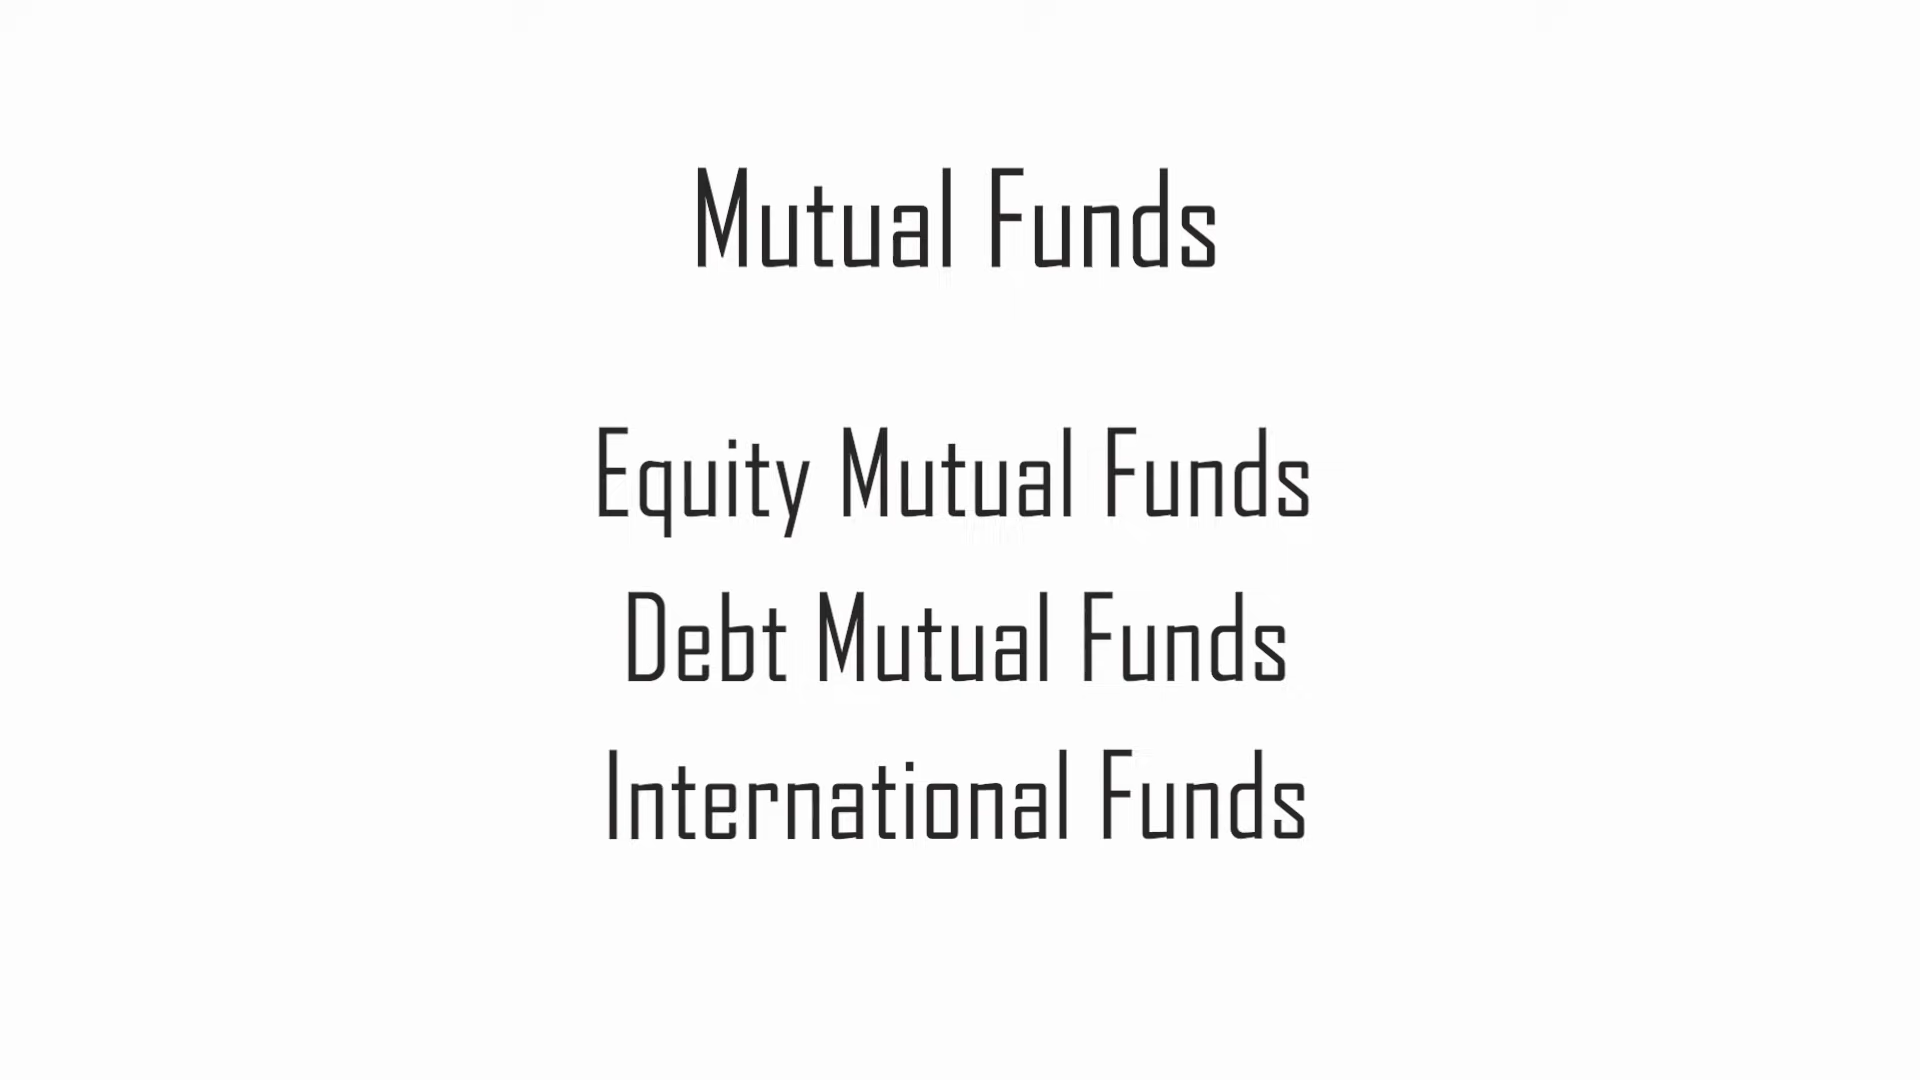 Mutual Funds
Equity Mutual Funds
Debt Mutual Funds
International Funds